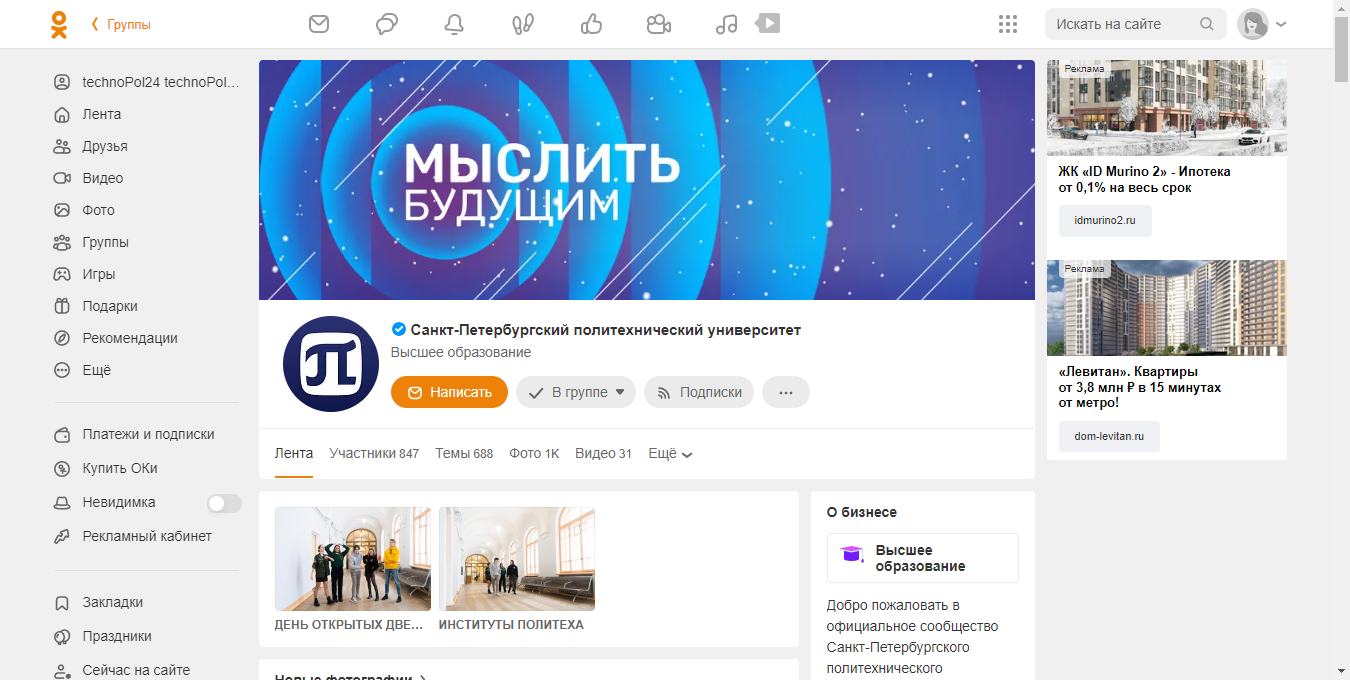 Группы
Искать на сайте
technoPol24 technoPol...
Лента
Друзья
Видео
Фото
Группы
Игры
Подарки
Рекомендации
Ещё
Платежи и подписки
Купить ОКи
Невидимка
Рекламный кабинет
Закладки
Праздники
Сейчас на сайте
МЫСЛИТЬ
БУДУЩИМ
Санкт-Петербургский политехнический университет
Высшее образование
Написать
В группе
Подписки
Лента Участники 847 Темы 688 Фото 1К Видео 31 Ещё
ДЕНЬ ОТКРЫТЫХ ДВЕ...
ИНСТИТУТЫ ПОЛИТЕХА
Новые фотографии
О бизнесе
Высшее
образование
Добро пожаловать в
официальное сообщество
Санкт-Петербургского
политехнического
Реклама
ЖК «ID Murino 2» - Ипотека
от 0,1% на весь срок
idmurino2.ru
Реклама
«Левитан». Квартиры
от 3,8 млн ₽ в 15 минутах
от метро!
dom-levitan.ru